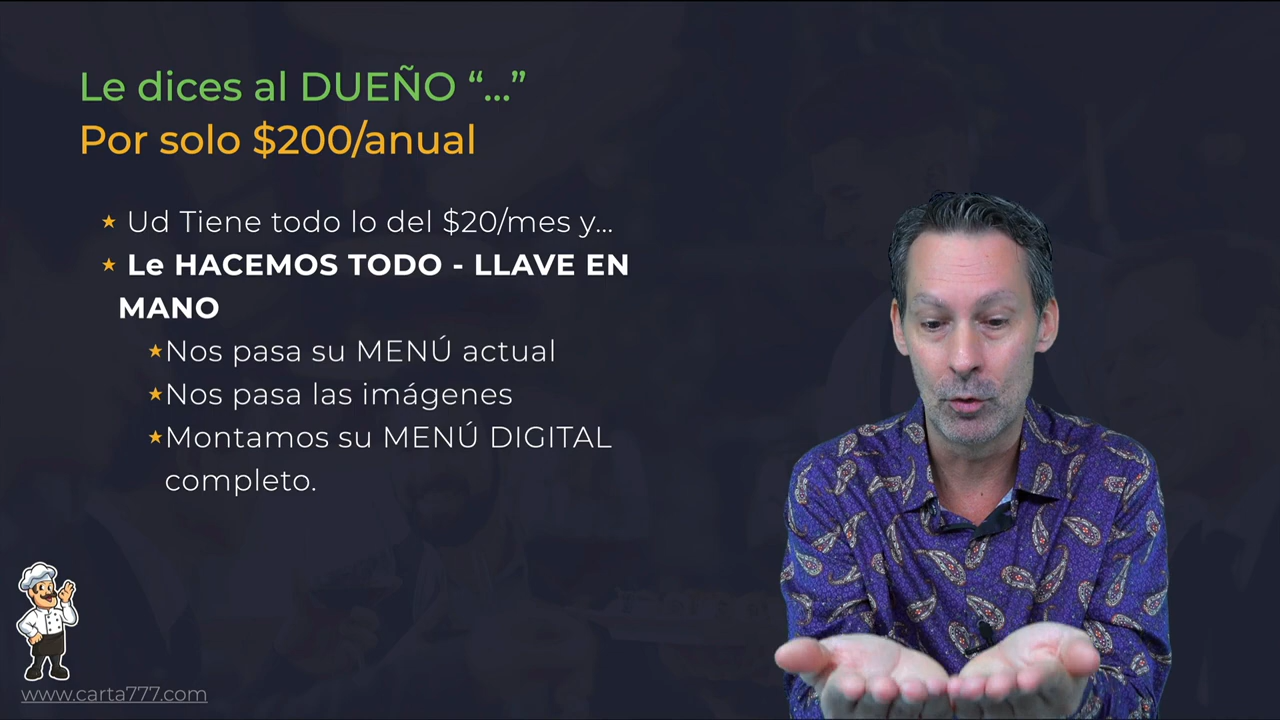 Le dices al DUEÑO “...”
Por solo $200/anual
Ud Tiene todo lo del $20/mes y...
Le HACEMOS TODO - LLAVE EN
MANO
Nos pasa su MENÚ actual
Nos pasa las imágenes
Montamos su MENÚ DIGITAL
completo.
www.carta777.com